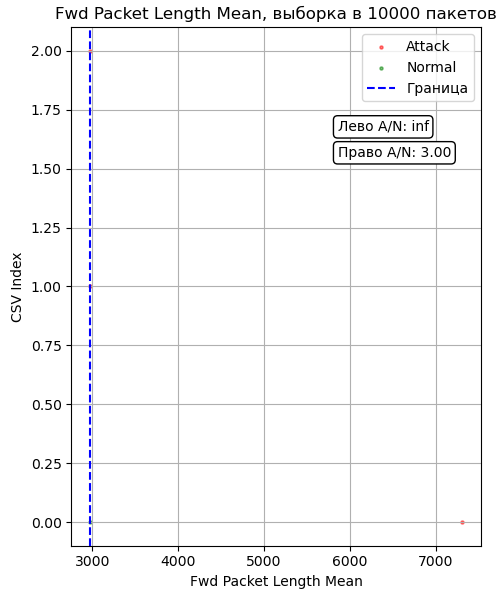 Fwd Packet Length Mean, выборка в 10000 пакетов
Attack
Normal
Граница
Лево A/N: inf
Право A/N: 3.00
2.00
1.75
1.50
1.25
1.00
0.75
0.50
0.25
0.00
CSV Index
3000 4000 5000 6000 7000
Fwd Packet Length Mean